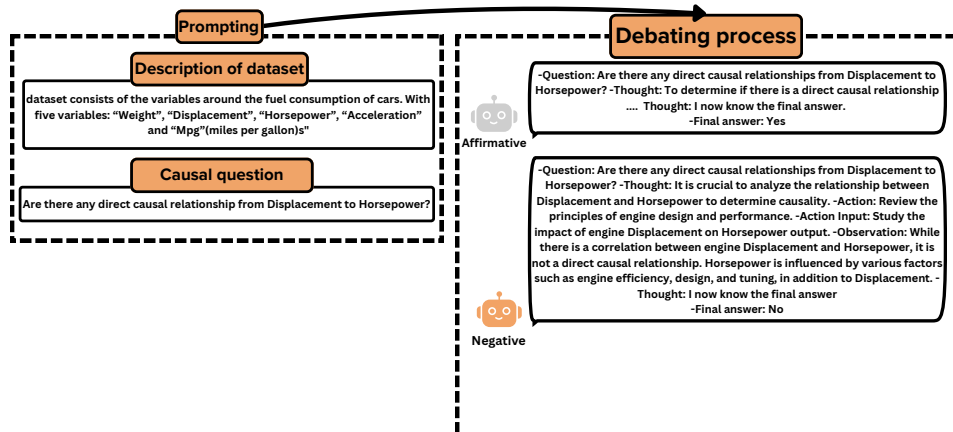 Prompting
Description of dataset
dataset consists of the variables around the fuel consumption of cars. With
five variables: “Weight”, “Displacement”, “Horsepower”, “Acceleration”
and “Mpg”(miles per gallon)s"
Causal question
Are there any direct causal relationship from Displacement to Horsepower?
Debating process
-Question: Are there any direct causal relationships from Displacement to
Horsepower? -Thought: To determine if there is a direct causal relationship
.... Thought: I now know the final answer.
-Final answer: Yes
Affirmative
-Question: Are there any direct causal relationships from Displacement to
Horsepower? -Thought: It is crucial to analyze the relationship between
Displacement and Horsepower to determine causality. -Action: Review the
principles of engine design and performance. -Action Input: Study the
impact of engine Displacement on Horsepower output. -Observation: While
there is a correlation between engine Displacement and Horsepower, it is
not a direct causal relationship. Horsepower is influenced by various factors
such as engine efficiency, design, and tuning, in addition to Displacement. -
Thought: I now know the final answer
-Final answer: No
Negative